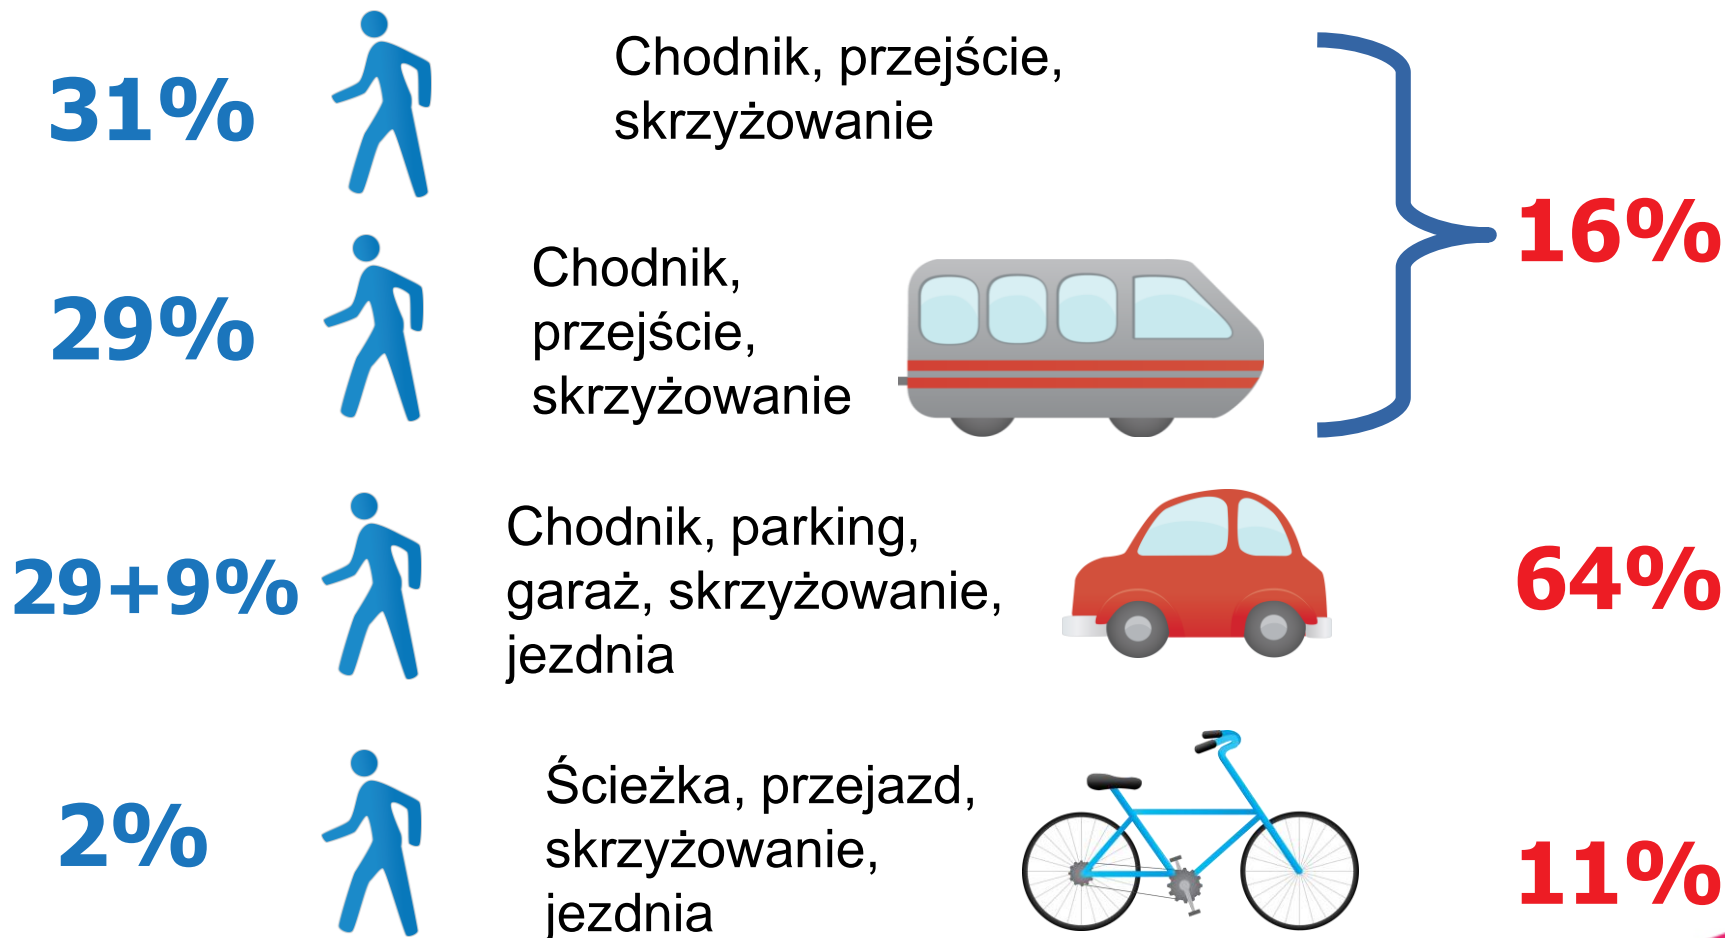 31%
Chodnik, przejście,
skrzyżowanie
16%
29%
Chodnik,
przejście,
skrzyżowanie
29+9%
Chodnik, parking,
garaż, skrzyżowanie,
jezdnia
64%
2%
Ścieżka, przejazd,
skrzyżowanie,
jezdnia
11%